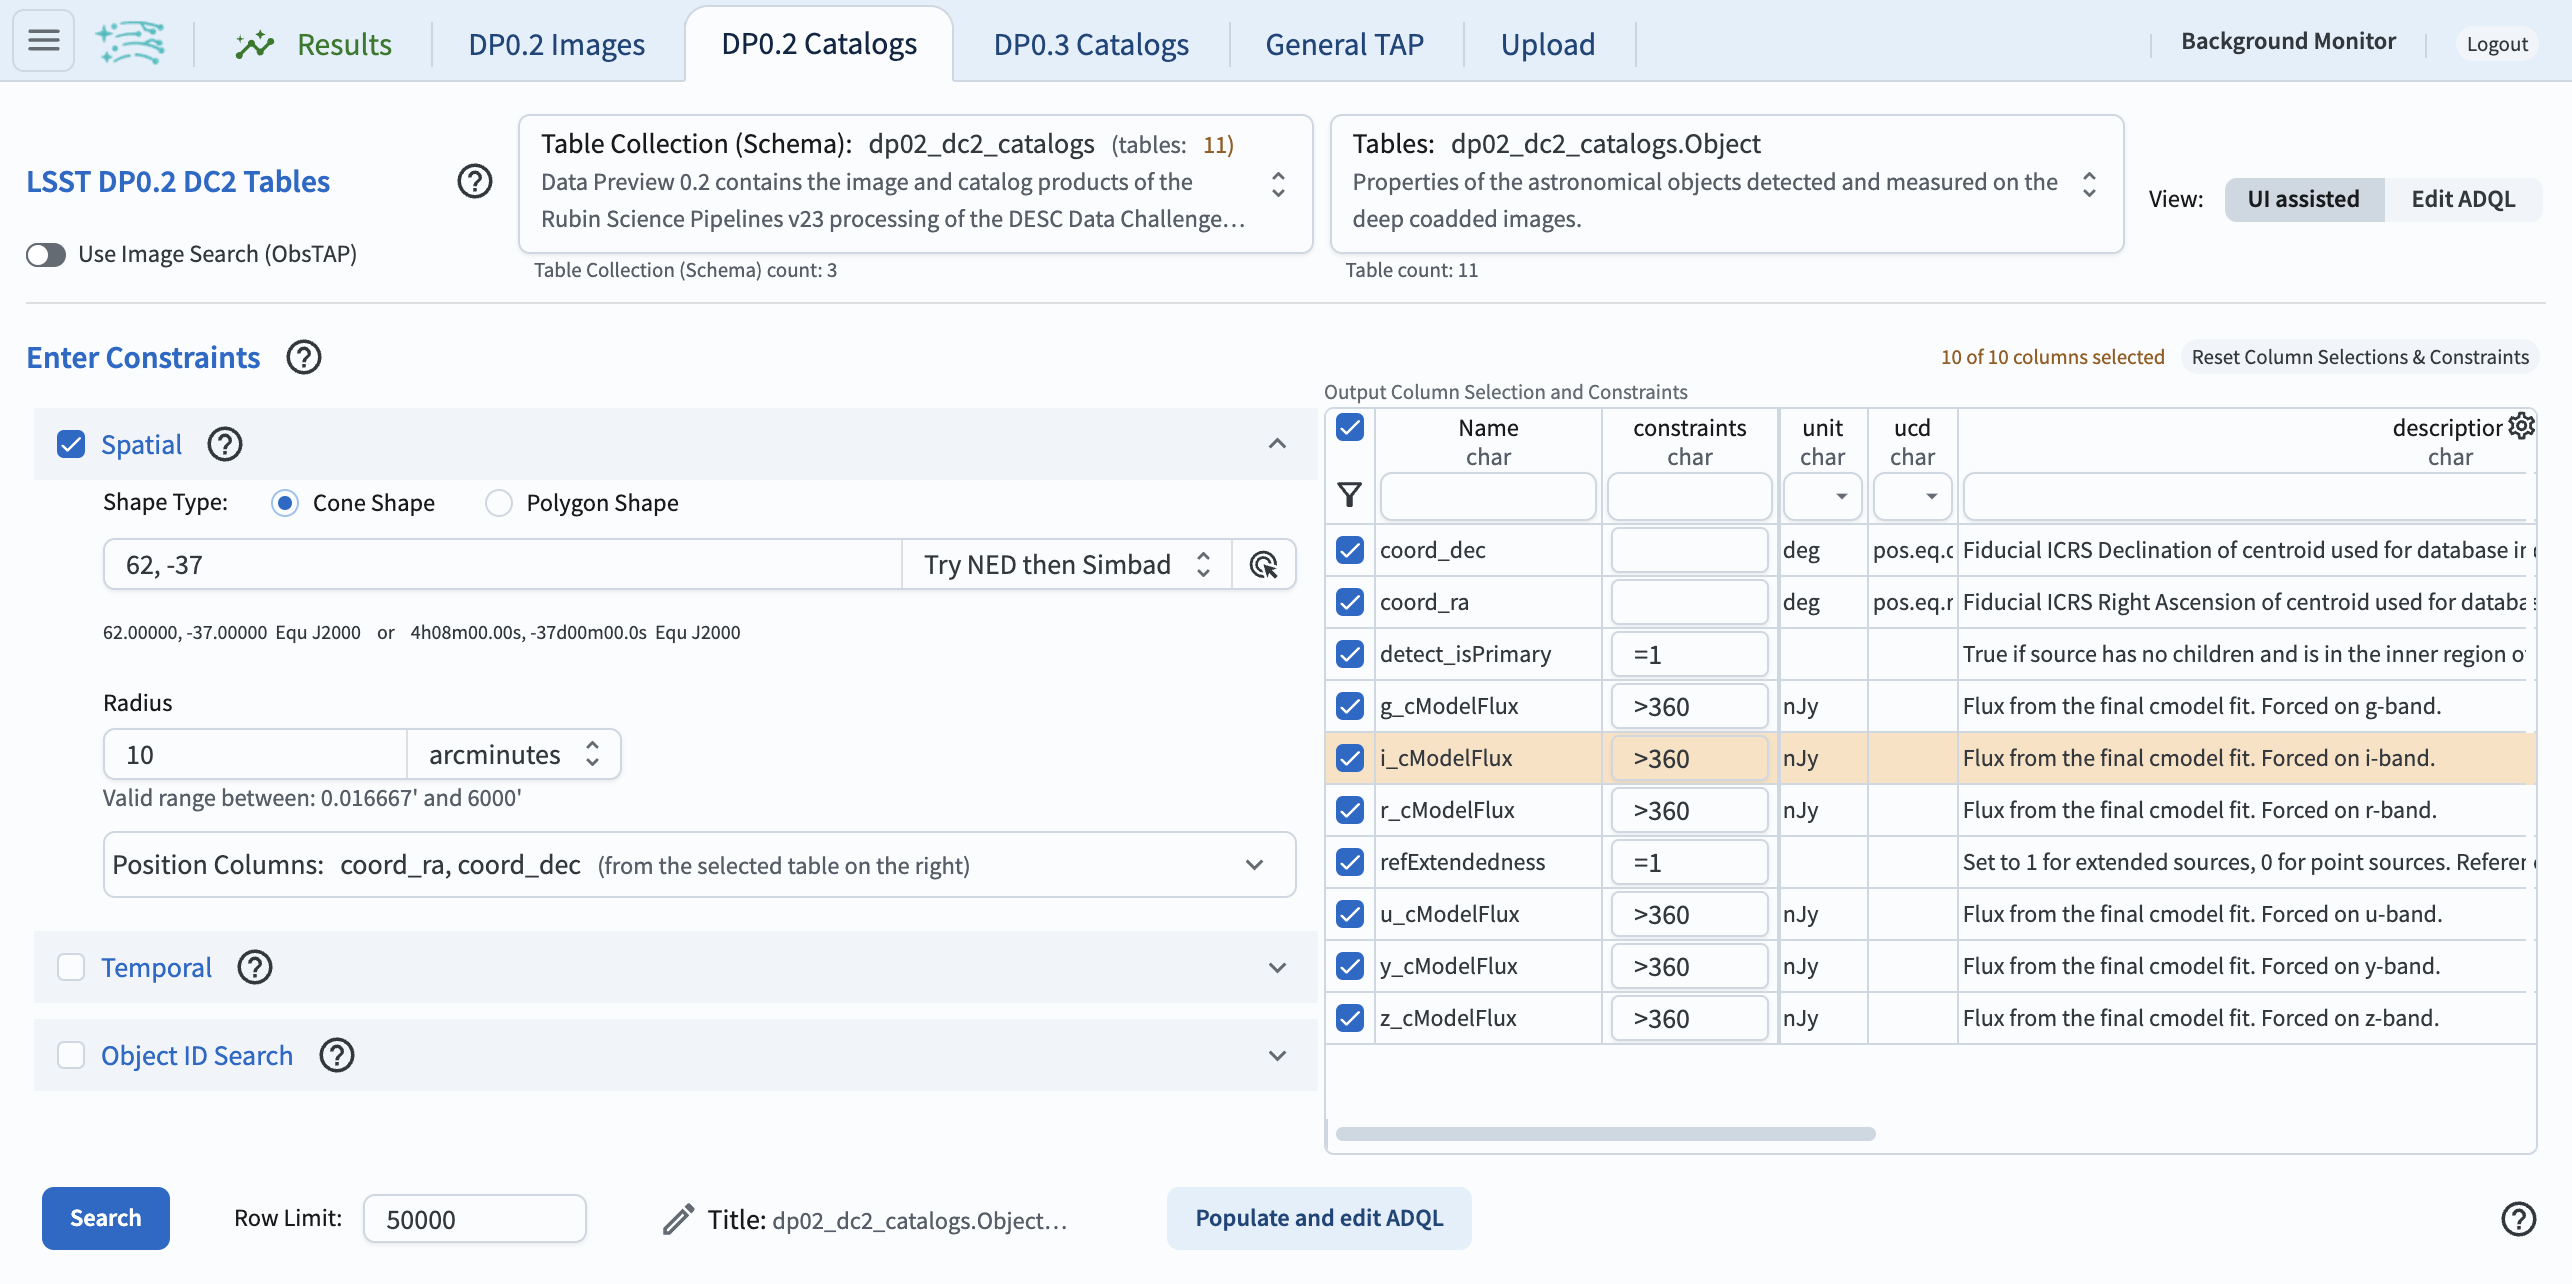 Results
DP0.2 Images
DP0.2 Catalogs
DP0.3 Catalogs
General TAP
Upload
Background Monitor
Logout
LSST DP0.2 DC2 Tables
Use Image Search (ObsTAP)
Table Collection (Schema): dp02_dc2_catalogs (tables: 11)
Data Preview 0.2 contains the image and catalog products of the
Rubin Science Pipelines v23 processing of the DESC Data Challenge...
Table Collection (Schema) count: 3
Tables: dp02_dc2_catalogs.Object
Properties of the astronomical objects detected and measured on the
deep coadded images.
Table count: 11
View: UI assisted Edit ADQL
Enter Constraints
10 of 10 columns selected
Reset Column Selections & Constraints
Spatial
Shape Type: Cone Shape Polygon Shape
62, -37 Try NED then Simbad
62.00000, -37.00000 Equ J2000 or 4h08m00.00s, -37d00m00.0s Equ J2000
Radius
10 arcminutes
Valid range between: 0.016667' and 6000'
Position Columns: coord_ra, coord_dec (from the selected table on the right)
Temporal
Object ID Search
Output Column Selection and Constraints
Name constraints unit ucd description
char char char char char
coord_dec deg pos.eq.d Fiducial ICRS Declination of centroid used for database in
coord_ra deg pos.eq.r Fiducial ICRS Right Ascension of centroid used for databa
detect_isPrimary =1 True if source has no children and is in the inner region o
g_cModelFlux >360 nJy Flux from the final cmodel fit. Forced on g-band.
i_cModelFlux >360 nJy Flux from the final cmodel fit. Forced on i-band.
r_cModelFlux >360 nJy Flux from the final cmodel fit. Forced on r-band.
refExtendedness =1 Set to 1 for extended sources, 0 for point sources. Referen
u_cModelFlux >360 nJy Flux from the final cmodel fit. Forced on u-band.
y_cModelFlux >360 nJy Flux from the final cmodel fit. Forced on y-band.
z_cModelFlux >360 nJy Flux from the final cmodel fit. Forced on z-band.
Search
Row Limit: 50000
Title: dp02_dc2_catalogs.Object...
Populate and edit ADQL